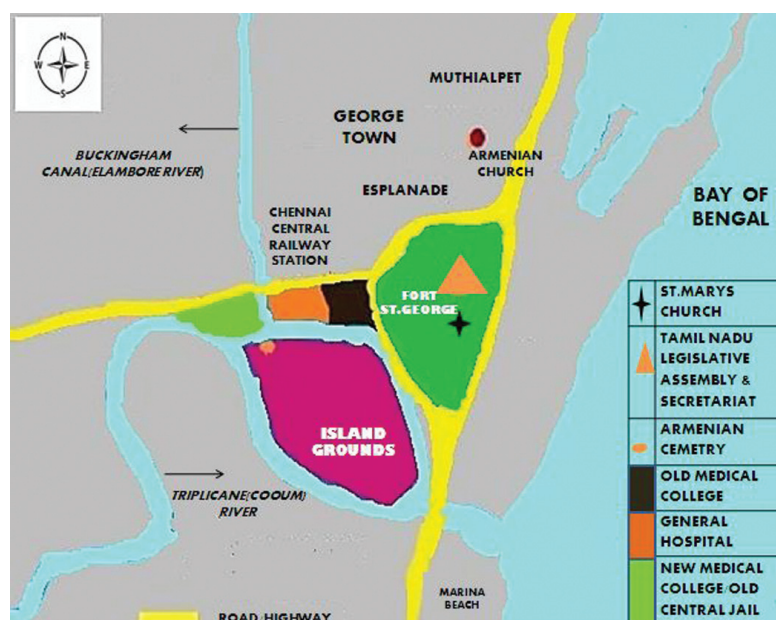 N
W
E
S
MUTHIALPET
GEORGE
TOWN
BUCKINGHAM
CANAL(ELAMBORE RIVER)
ARMENIAN
CHURCH
ESPLANADE
BAY OF
BENGAL
CHENNAI
CENTRAL
RAILWAY
STATION
FORT
ST.GEORGE
ISLAND
GROUNDS
TRIPLICANE(COOUM)
RIVER
MARINA
BEACH
ST.MARYS
CHURCH
TAMIL NADU
LEGISLATIVE
ASSEMBLY &
SECRETARIAT
ARMENIAN
CEMETRY
OLD MEDICAL
COLLEGE
GENERAL
HOSPITAL
NEW MEDICAL
COLLEGE/OLD
CENTRAL JAIL
ROAD/HIGHWAY